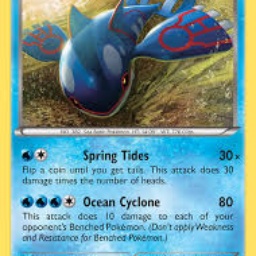 Spring Tides 30×
Flip a coin until you get tails. This attack does 30
damage times the number of heads.
Ocean Cyclone 80
This attack does 10 damage to each of your
opponent's Benched Pokémon. (Don't apply Weakness
and Resistance for Benched Pokémon.)